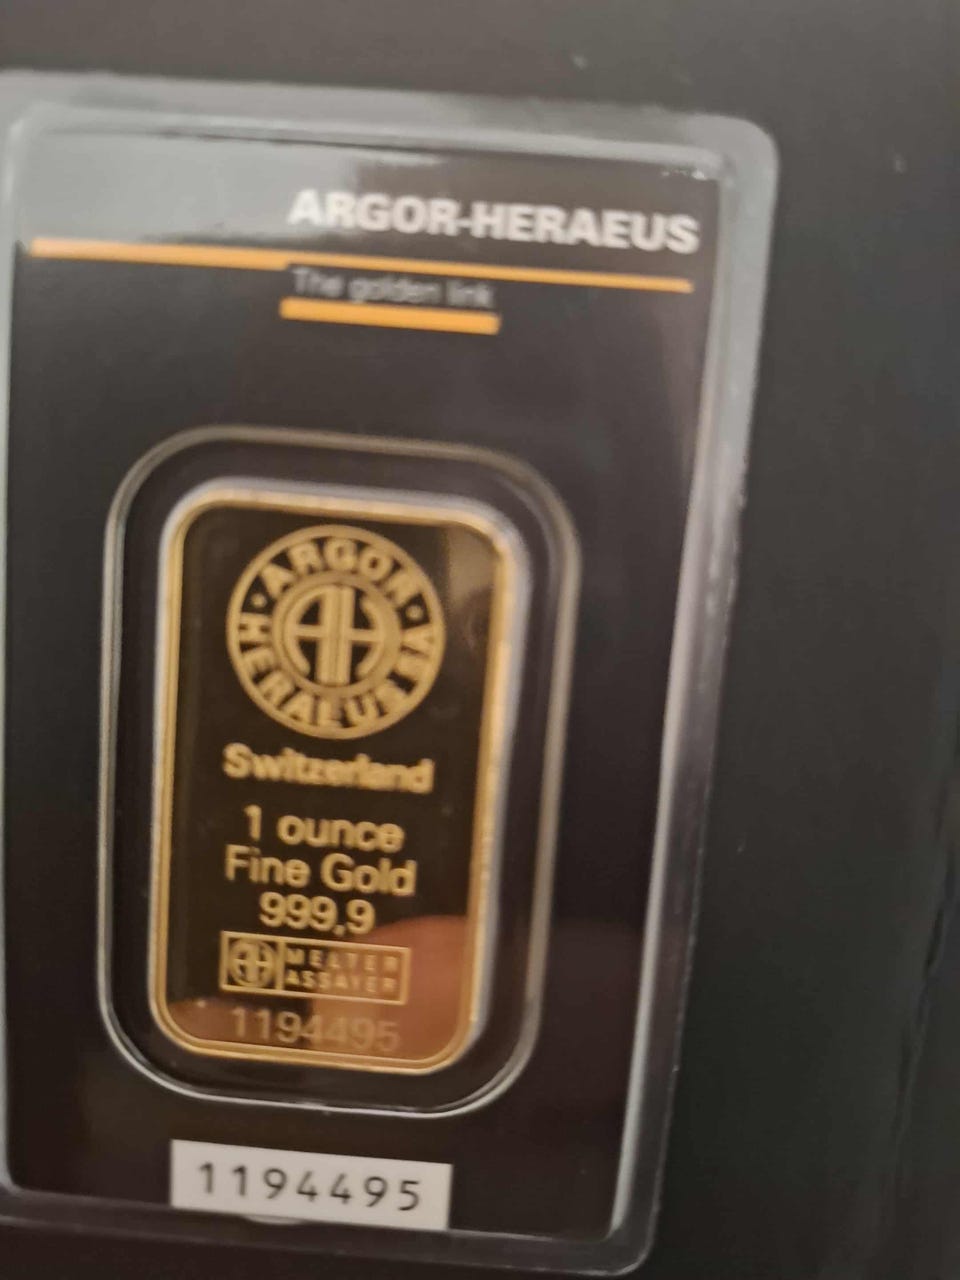 ARGOR-HERAEUS
The golden link
ARGOR • HERAEUS SA •
AH
Switzerland
1 ounce
Fine Gold
999,9
AH MELTER
ASSAYER
1194495
1194495